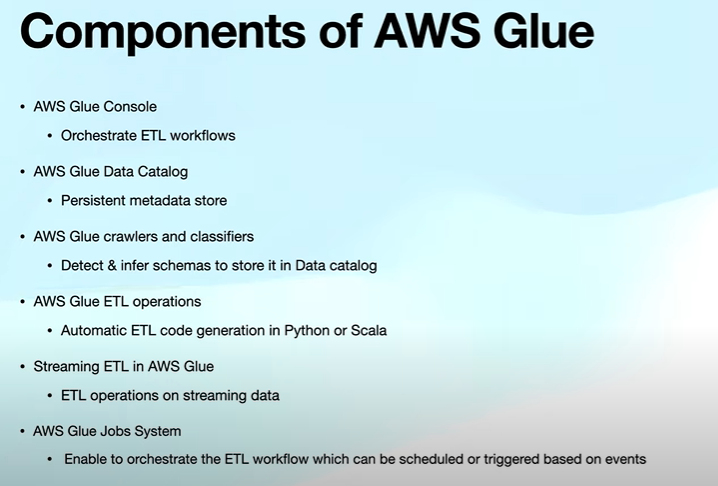 Components of AWS Glue
• AWS Glue Console
• Orchestrate ETL workflows
• AWS Glue Data Catalog
• Persistent metadata store
• AWS Glue crawlers and classifiers
• Detect & infer schemas to store it in Data catalog
• AWS Glue ETL operations
• Automatic ETL code generation in Python or Scala
• Streaming ETL in AWS Glue
• ETL operations on streaming data
• AWS Glue Jobs System
• Enable to orchestrate the ETL workflow which can be scheduled or triggered based on events